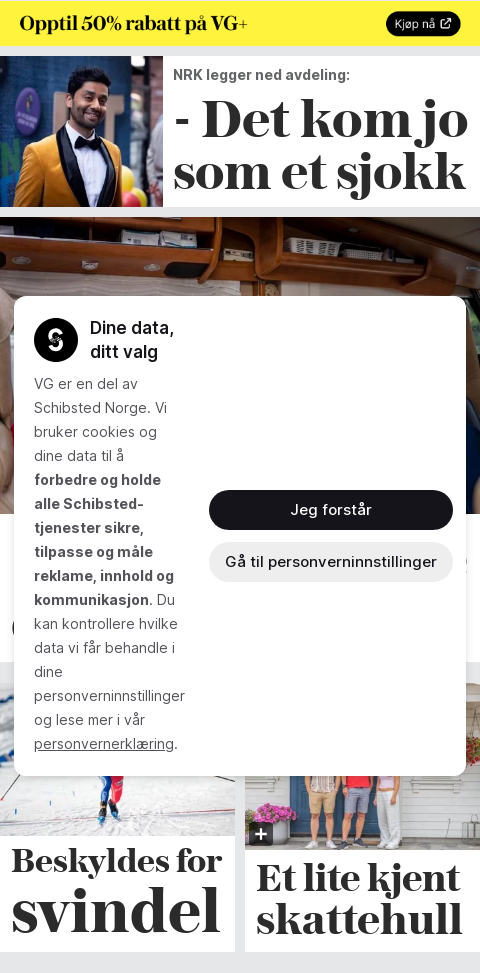 Opptil 50% rabatt på VG+
Kjøp nå
NRK legger ned avdeling:
- Det kom jo
som et sjokk
Dine data,
ditt valg
VG er en del av
Schibsted Norge. Vi
bruker cookies og
dine data til å
forbedre og holde
alle Schibsted-
tjenester sikre,
tilpasse og måle
reklame, innhold og
kommunikasjon. Du
kan kontrollere hvilke
data vi får behandle i
dine
personverninnstillinger
og lese mer i vår
personvernerklæring.
Jeg forstår
Gå til personverninnstillinger
Beskyldes for
svindel
Et lite kjent
skattehull